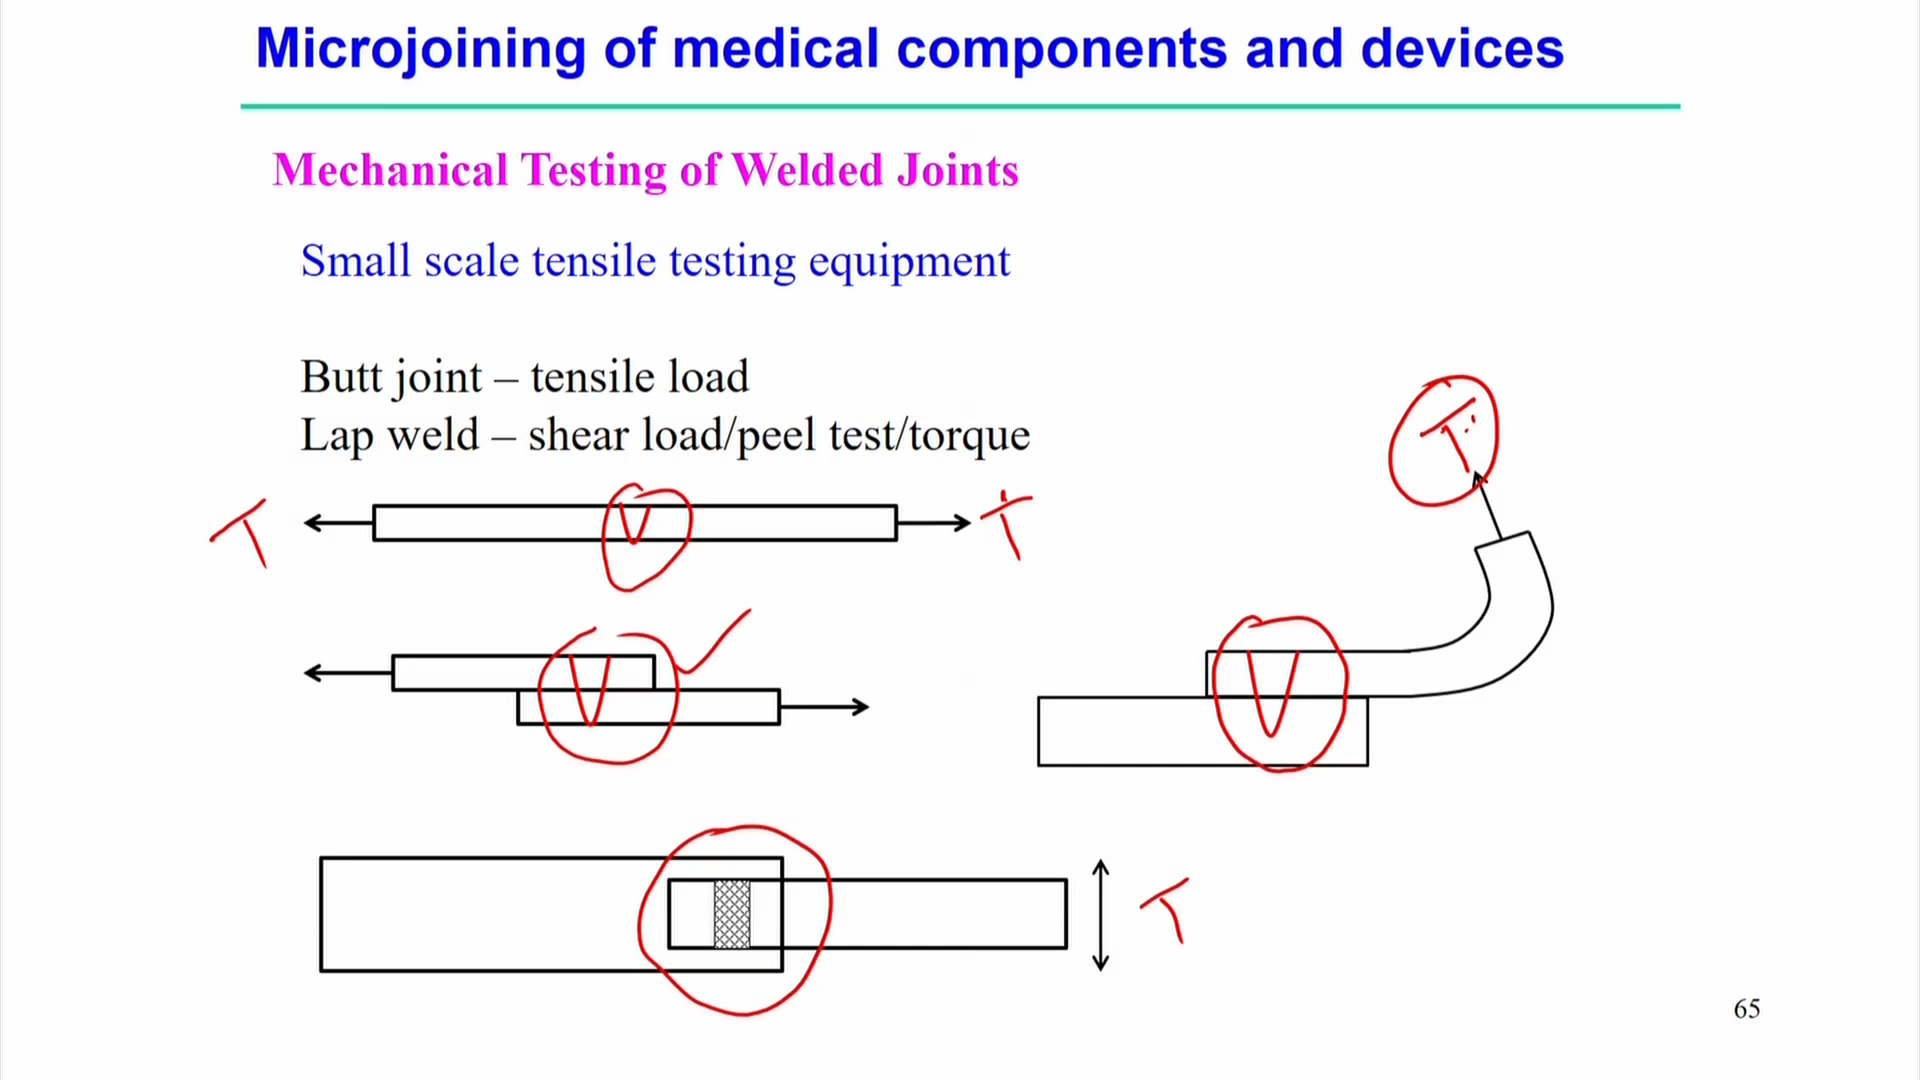 Microjoining of medical components and devices
Mechanical Testing of Welded Joints
Small scale tensile testing equipment
Butt joint – tensile load
Lap weld – shear load/peel test/torque
T
T
T
T
65